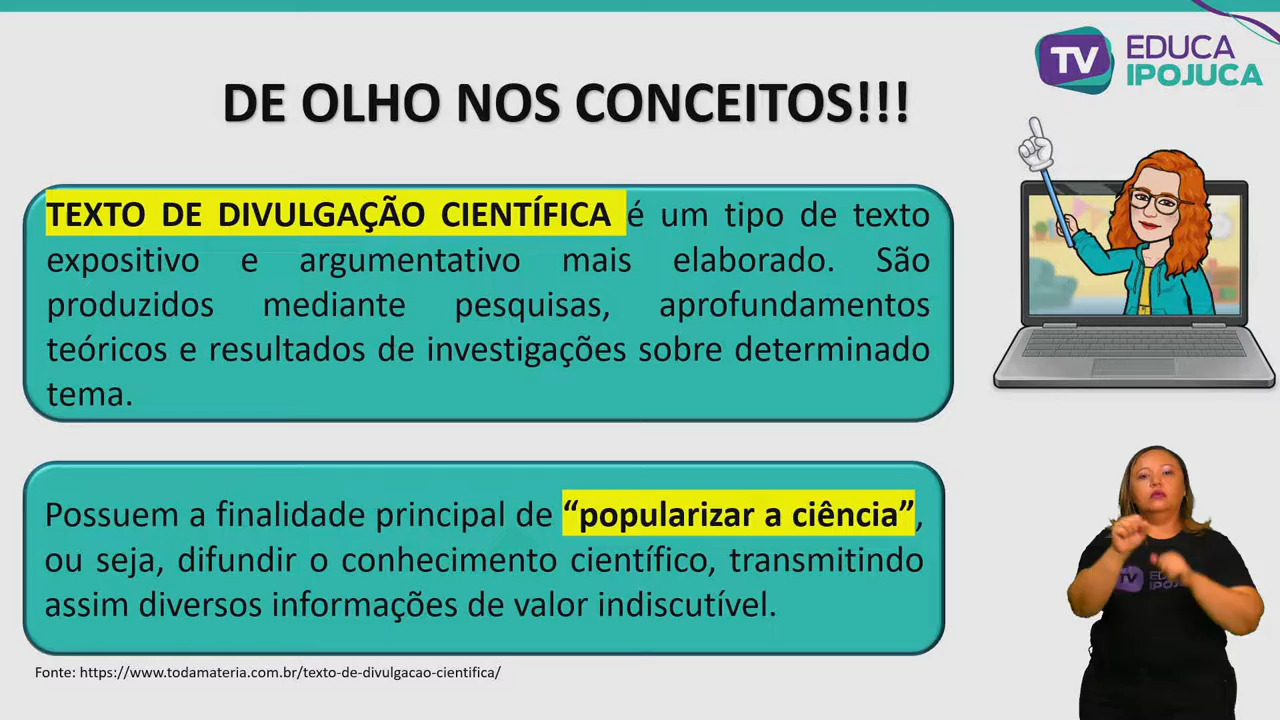 TV EDUCA
IPOJUCA
DE OLHO NOS CONCEITOS!!!
TEXTO DE DIVULGAÇÃO CIENTÍFICA é um tipo de texto
expositivo e argumentativo mais elaborado. São
produzidos mediante pesquisas, aprofundamentos
teóricos e resultados de investigações sobre determinado
tema.
Possuem a finalidade principal de “popularizar a ciência”,
ou seja, difundir o conhecimento científico, transmitindo
assim diversos informações de valor indiscutível.
Fonte: https://www.todamateria.com.br/texto-de-divulgacao-cientifica/
TV